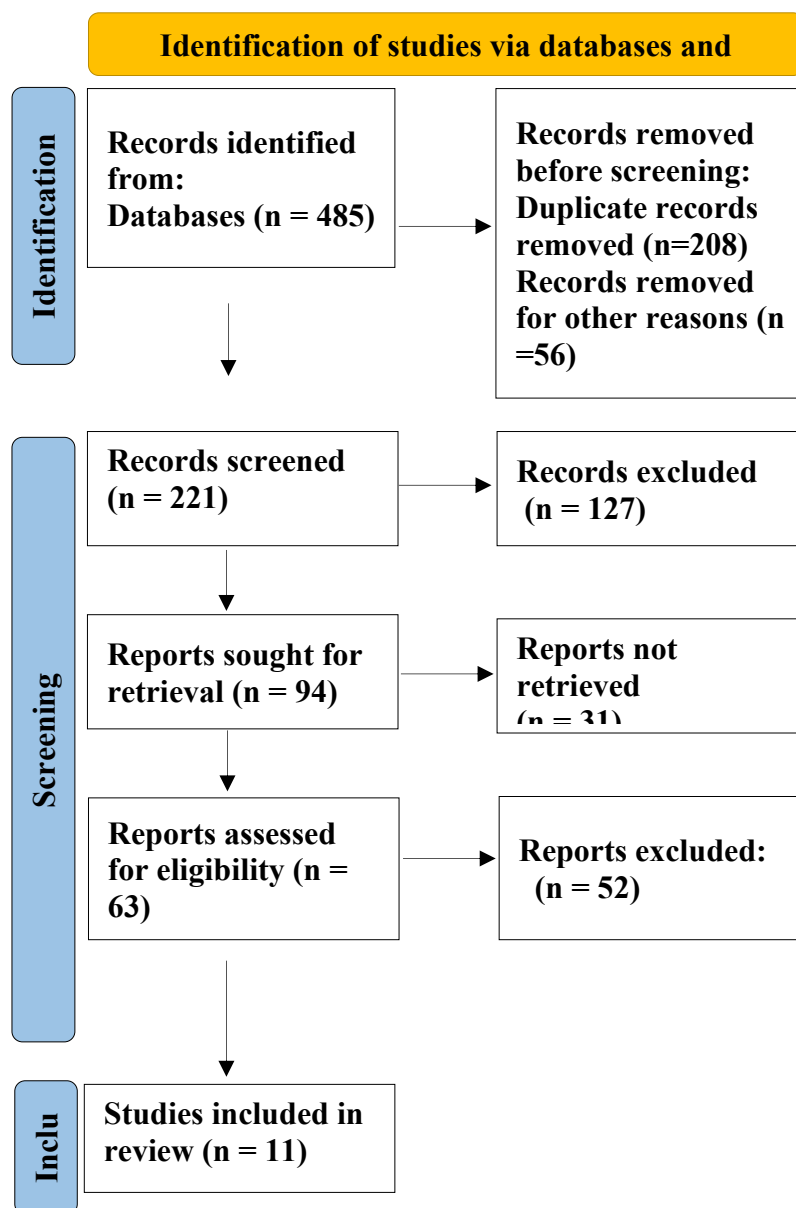 Identification of studies via databases and
Identification
Records identified
from:
Databases (n = 485)
Records removed
before screening:
Duplicate records
removed (n=208)
Records removed
for other reasons (n
=56)
Screening
Records screened
(n = 221)
Records excluded
(n = 127)
Reports sought for
retrieval (n = 94)
Reports not
retrieved
(n = 31)
Reports assessed
for eligibility (n =
63)
Reports excluded:
(n = 52)
Inclu
Studies included in
review (n = 11)